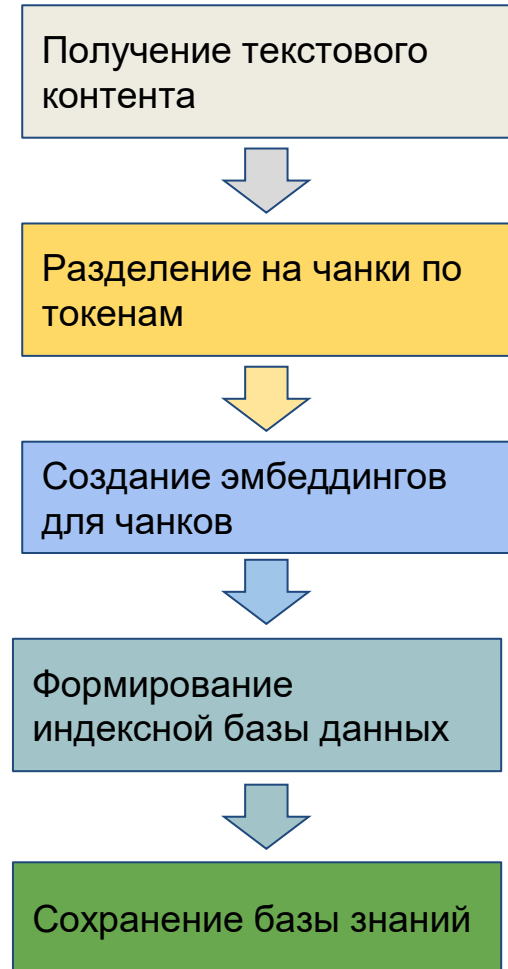 Получение текстового
контента
Разделение на чанки по
токенам
Создание эмбеддингов
для чанков
Формирование
индексной базы данных
Сохранение базы знаний